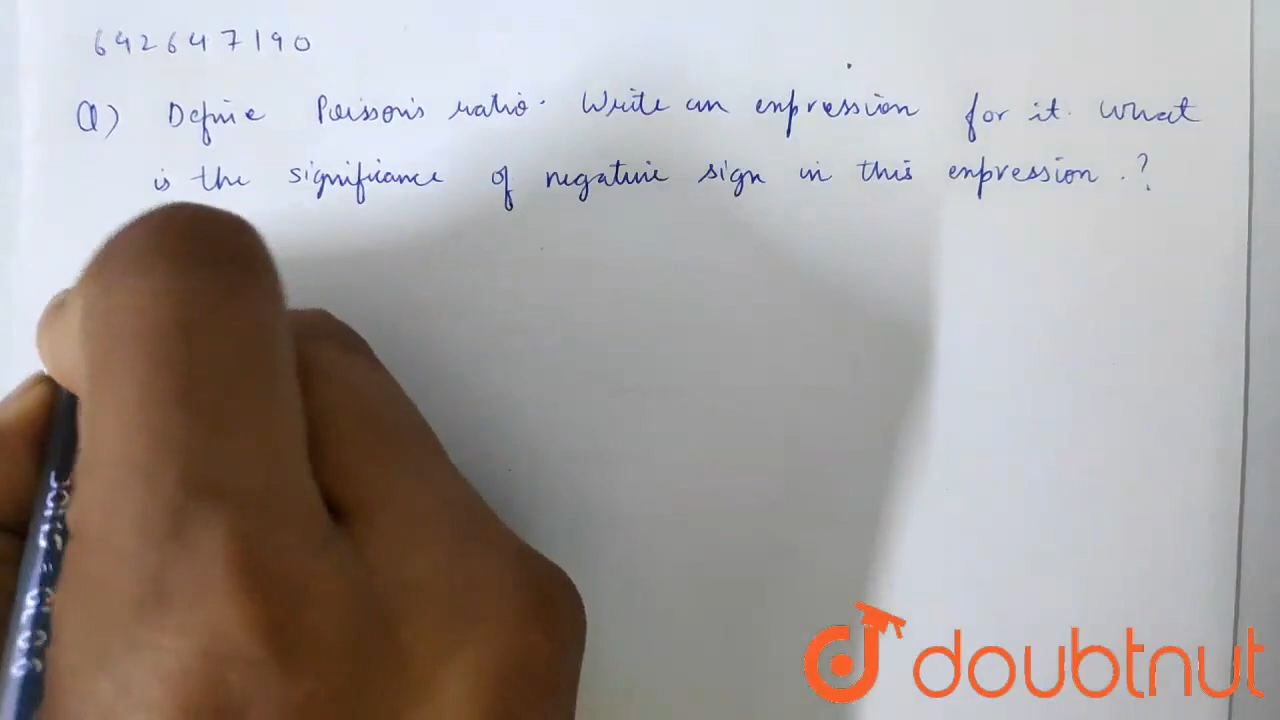 642647190
Q) Define Poisson's ratio. Write an expression for it. What
is the significance of negative sign in this expression.?
doubtnut